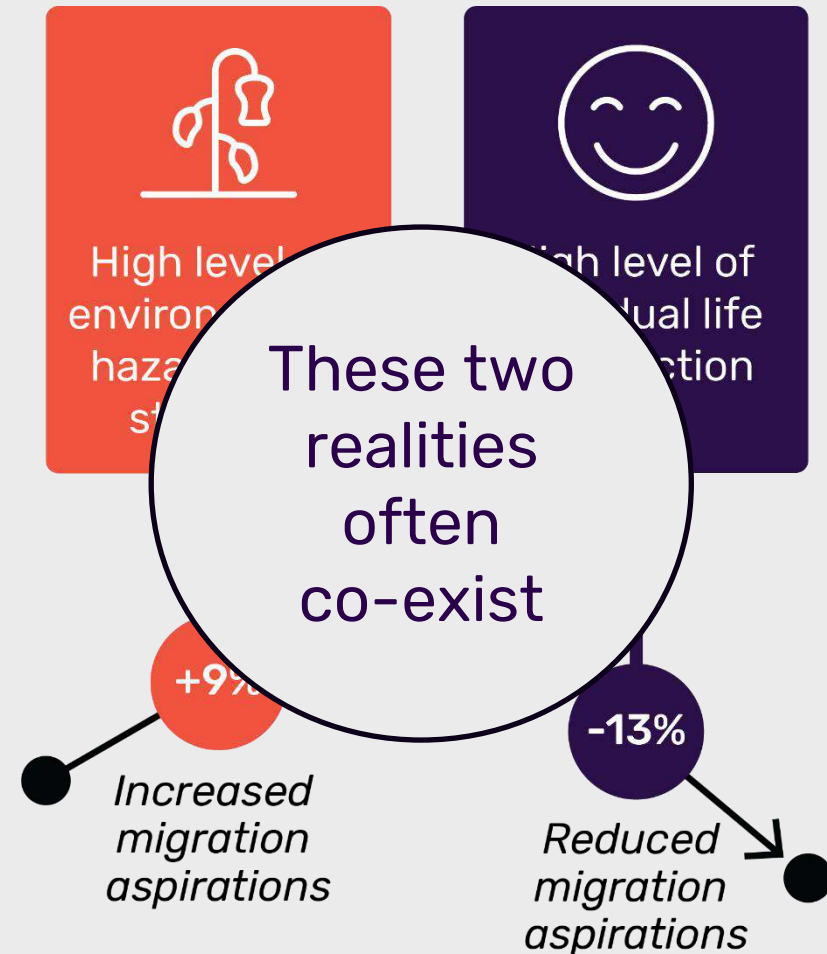 High level
environ
haza
st
High level of
dual life
ction
These two
realities
often
co-exist
+9%
-13%
Increased
migration
aspirations
Reduced
migration
aspirations